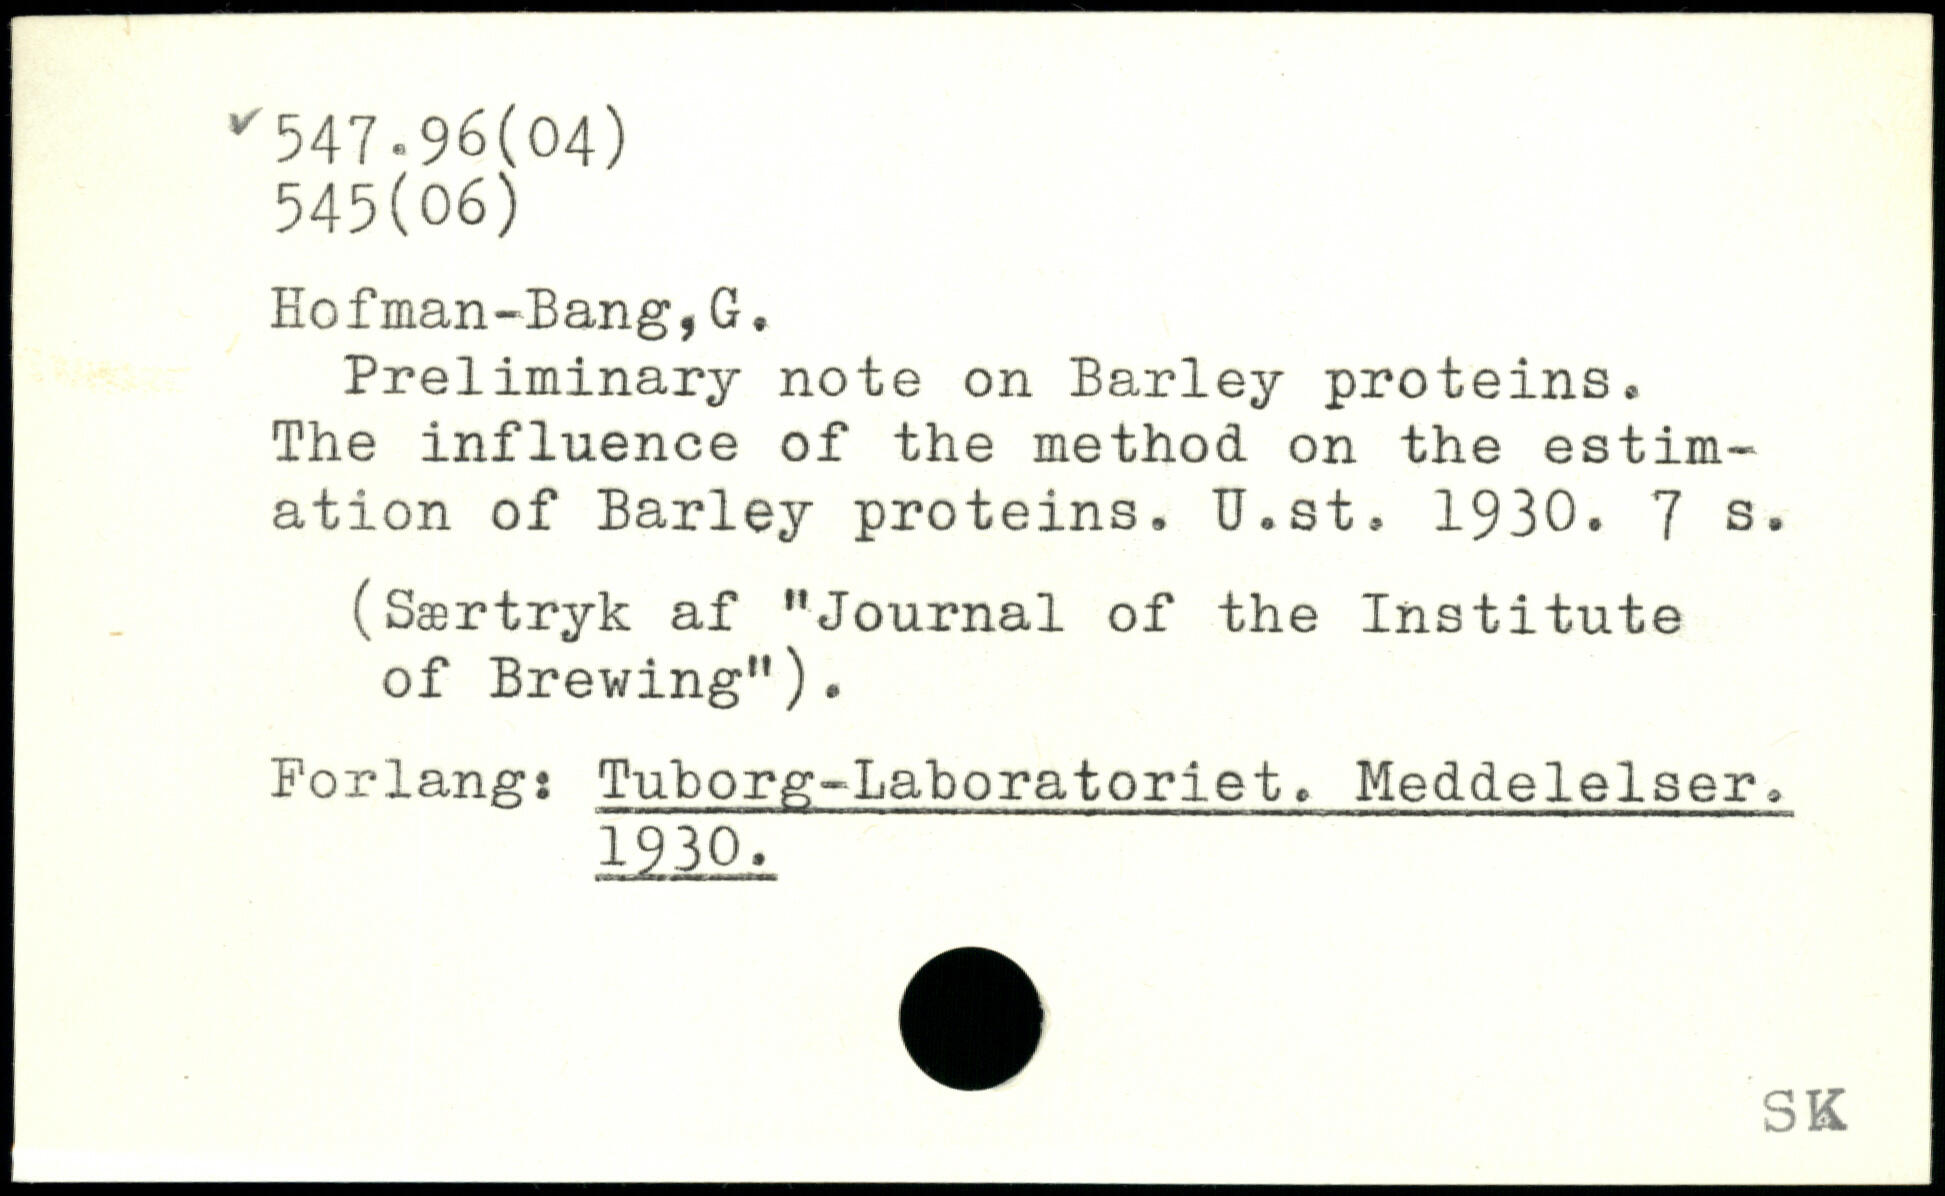 ✓547.96(04)
545(06)
Hofman-Bang,G.
Preliminary note on Barley proteins.
The influence of the method on the estim-
ation of Barley proteins. U.st. 1930. 7 s.
(Særtryk af "Journal of the Institute
of Brewing").
Forlang: Tuborg-Laboratoriet. Meddelelser.
1930.
SK